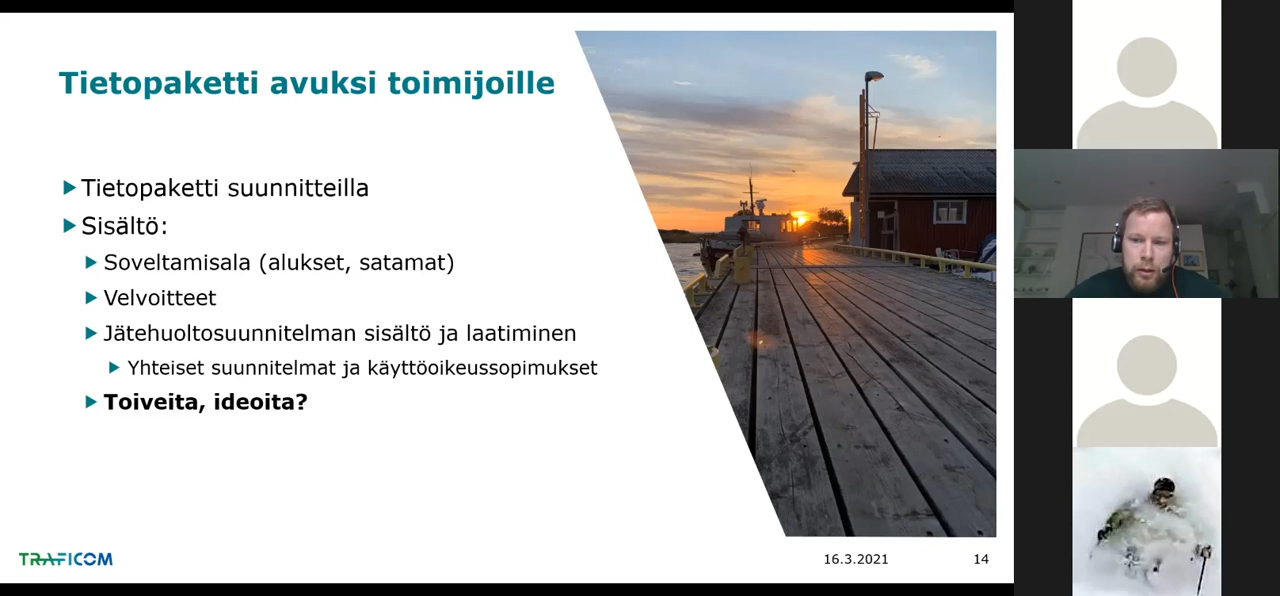 Tietopaketti avuksi toimijoille
Tietopaketti suunnitteilla
Sisältö:
Soveltamisala (alukset, satamat)
Velvoitteet
Jätehuoltosuunnitelman sisältö ja laatiminen
Yhteiset suunnitelmat ja käyttöoikeussopimukset
Toiveita, ideoita?
TRAFICOM
16.3.2021
14